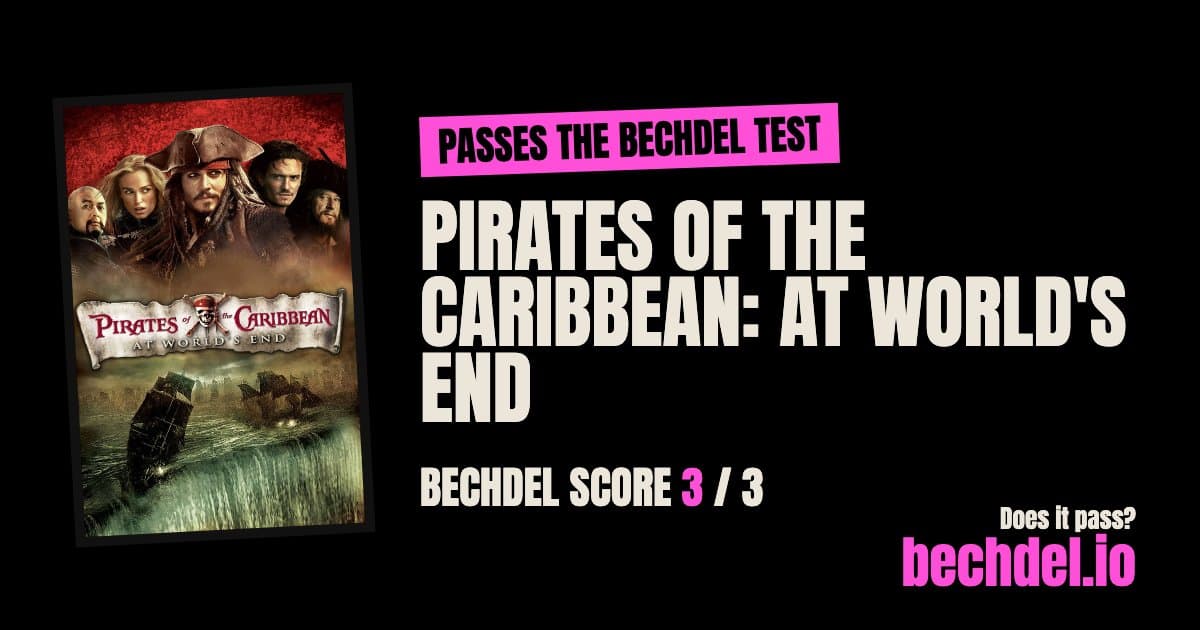 PASSES THE BECHDEL TEST
PIRATES OF THE
CARIBBEAN: AT WORLD'S
END
BECHDEL SCORE 3 / 3
Does it pass?
bechdel.io
PIRATES of the CARIBBEAN
AT WORLD'S END